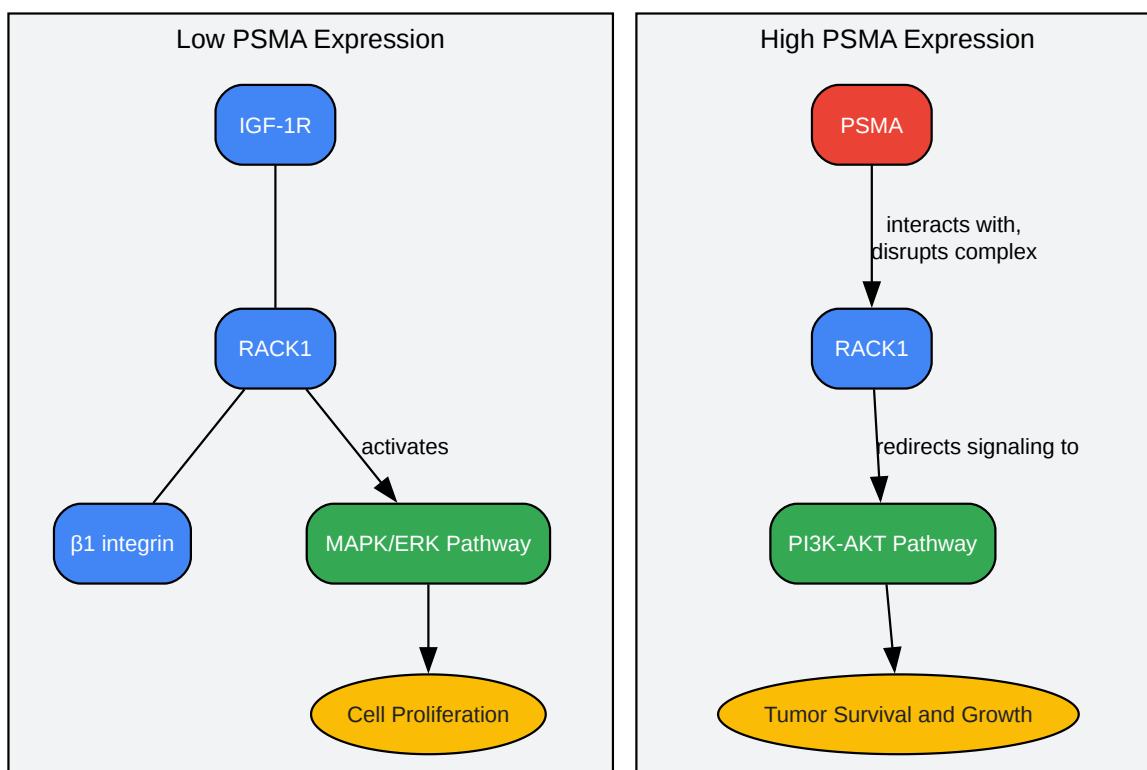 Low PSMA Expression
IGF-1R
RACK1
activates
β1 integrin
MAPK/ERK Pathway
Cell Proliferation
High PSMA Expression
PSMA
interacts with,
disrupts complex
RACK1
redirects signaling to
PI3K-AKT Pathway
Tumor Survival and Growth